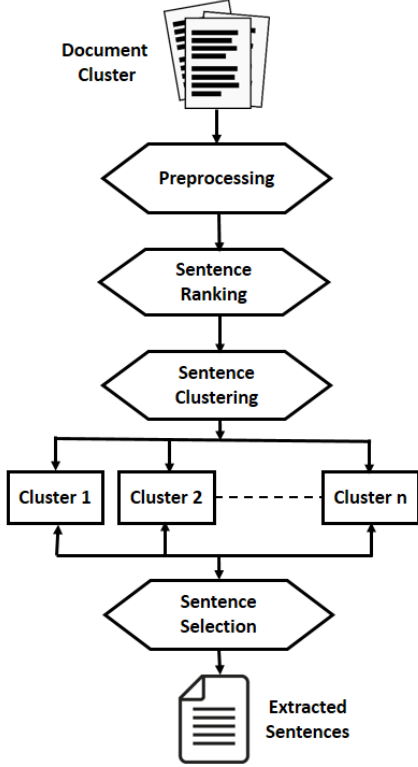 Document
Cluster
Preprocessing
Sentence
Ranking
Sentence
Clustering
Cluster 1
Cluster 2
Cluster n
Sentence
Selection
Extracted
Sentences